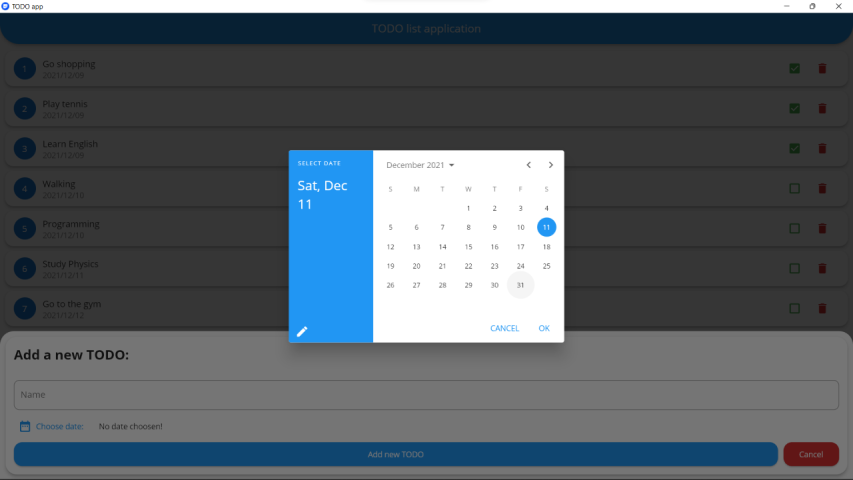 TODO app
TODO list application
1
Go shopping
2021/12/09
2
Play tennis
2021/12/09
3
Learn English
2021/12/09
4
Walking
2021/12/10
5
Programming
2021/12/10
6
Study Physics
2021/12/11
7
Go to the gym
2021/12/12
SELECT DATE
Sat, Dec
11
December 2021
S M T W T F S
1 2 3 4
5 6 7 8 9 10 11
12 13 14 15 16 17 18
19 20 21 22 23 24 25
26 27 28 29 30 31
CANCEL OK
Add a new TODO:
Name
Choose date: No date choosen!
Add new TODO Cancel